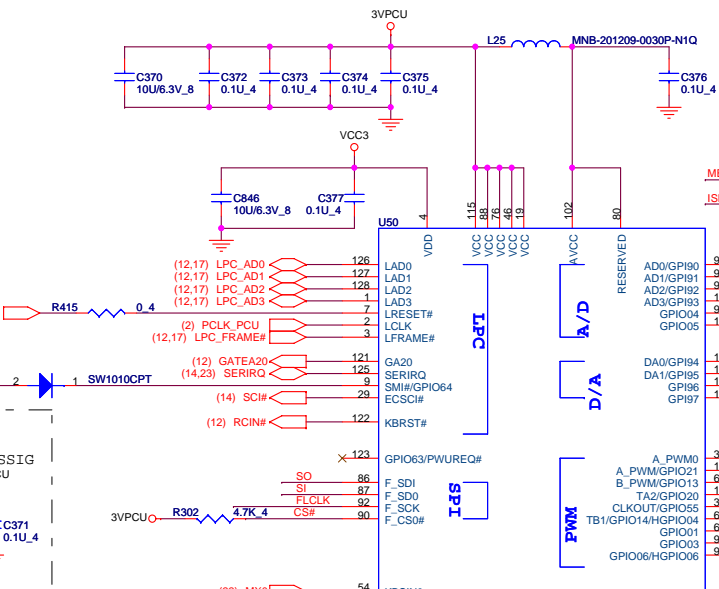 3VPCU
L25 MNB-201209-0030P-N1Q
C370 10U/6.3V_8
C372 0.1U_4
C373 0.1U_4
C374 0.1U_4
C375 0.1U_4
C376 0.1U_4
VCC3
C846 10U/6.3V_8
C377 0.1U_4
U50
4 115 88 76 46 19 102 80
VDD VCC VCC VCC VCC VCC AVCC RESERVED
(12,17) LPC_AD0 126 LAD0 AD0/GPI90
(12,17) LPC_AD1 127 LAD1 AD1/GPI91
(12,17) LPC_AD2 128 LAD2 AD2/GPI92
(12,17) LPC_AD3 1 LAD3 AD3/GPI93
R415 0_4 7 LRESET# GPIO04
(2) PCLK_PCU 2 LCLK GPIO05
(12,17) LPC_FRAME# 3 LFRAME#
LPC
A/D
(12) GATEA20 121 GA20 DA0/GPI94
(14,23) SERIRQ 125 SERIRQ DA1/GPI95
2 1 SW1010CPT 9 SMI#/GPIO64 GPI96
(14) SCI# 29 ECSCI# GPI97
D/A
(12) RCIN# 122 KBRST#
123 GPIO63/PWUREQ# A_PWM0
A_PWM/GPIO21
SO 86 F_SDI B_PWM/GPIO13
SI 87 F_SD0 TA2/GPIO20
FLCLK 92 F_SCK CLKOUT/GPIO55
3VPCU R302 4.7K_4 CS# 90 F_CS0# TB1/GPIO14/HGPIO04
GPIO01
GPIO03
GPIO06/HGPIO06
SPI
PWM
SSIG
CU
C371
0.1U_4
54